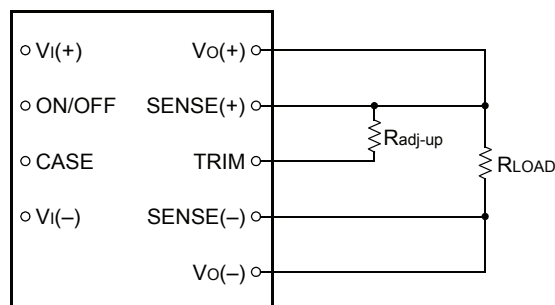 VI(+) VO(+)
ON/OFF SENSE(+)
Radj-up
CASE TRIM
RLOAD
VI(–) SENSE(–)
VO(–)